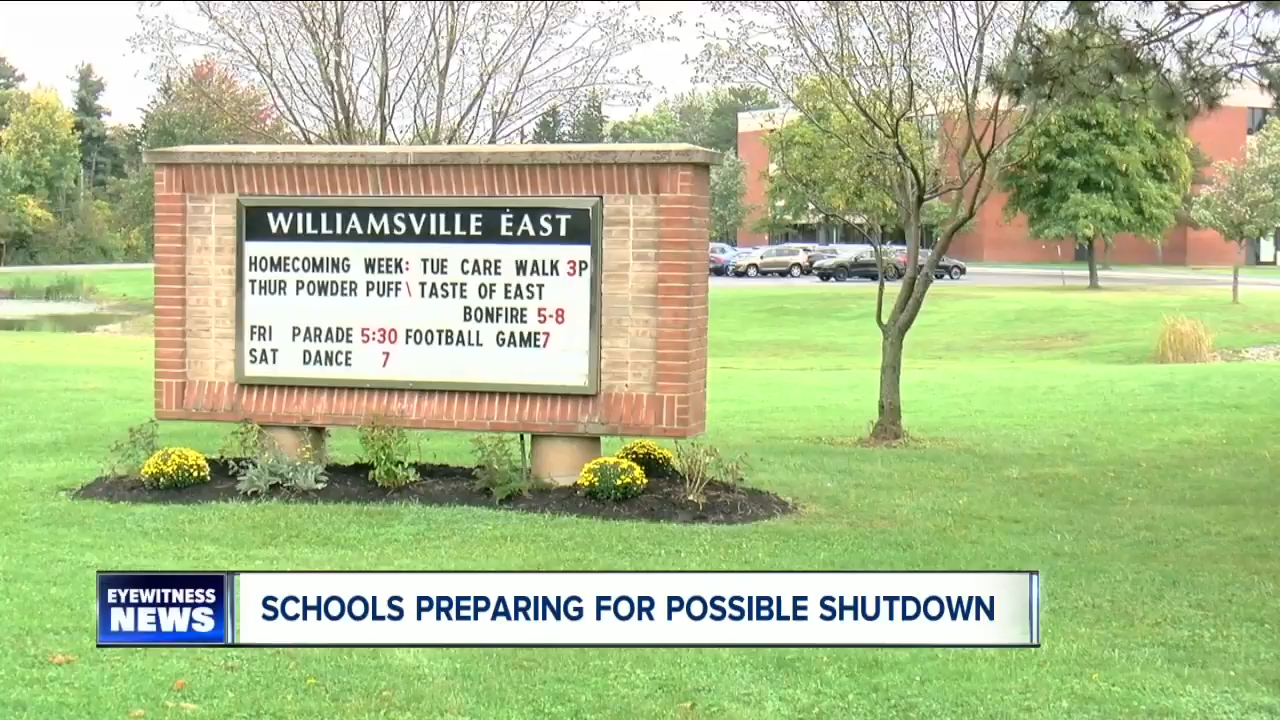 WILLIAMSVILLE EAST
HOMECOMING WEEK: TUE CARE WALK 3P
THUR POWDER PUFF\ TASTE OF EAST
BONFIRE 5-8
FRI PARADE 5:30 FOOTBALL GAME7
SAT DANCE 7
EYEWITNESS
NEWS
SCHOOLS PREPARING FOR POSSIBLE SHUTDOWN